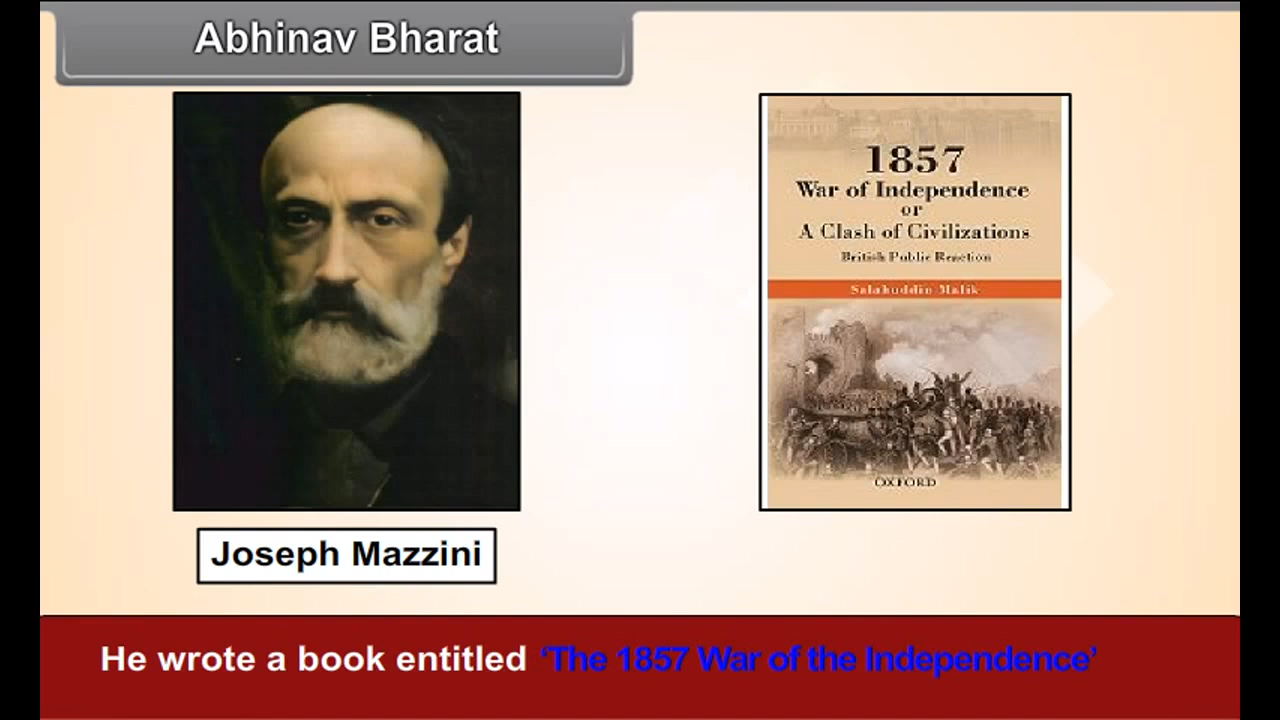 Abhinav Bharat
1857
War of Independence
or
A Clash of Civilizations
British Public Reaction
Salahuddin Malik
OXFORD
Joseph Mazzini
He wrote a book entitled ‘The 1857 War of the Independence’